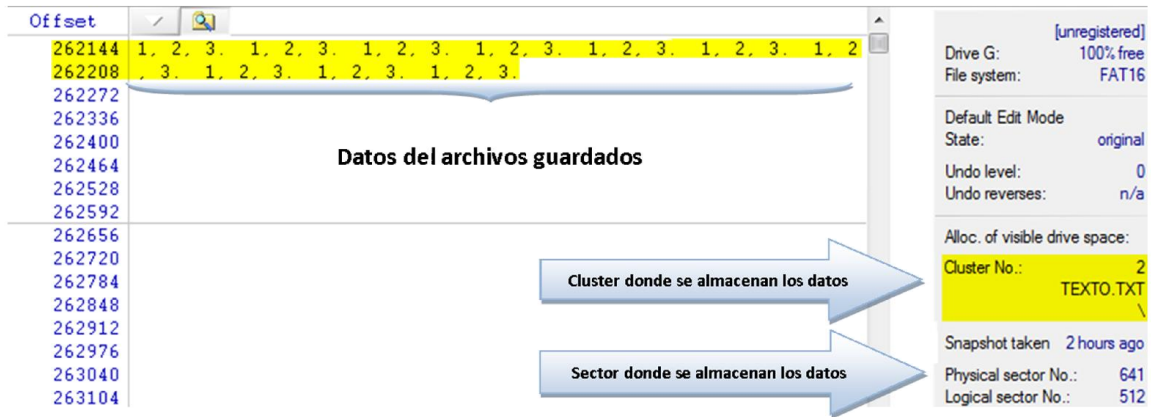 Offset
262144 1, 2, 3. 1, 2, 3. 1, 2, 3. 1, 2, 3. 1, 2, 3. 1, 2, 3. 1, 2
262208 , 3. 1, 2, 3. 1, 2, 3. 1, 2, 3.
262272
262336
262400
262464
262528
262592
262656
262720
262784
262848
262912
262976
263040
263104
Datos del archivos guardados
Cluster donde se almacenan los datos
Sector donde se almacenan los datos
[unregistered]
Drive G: 100% free
File system: FAT16
Default Edit Mode
State: original
Undo level: 0
Undo reverses: n/a
Alloc. of visible drive space:
Cluster No.: 2
TEXTO.TXT
\
Snapshot taken 2 hours ago
Physical sector No.: 641
Logical sector No.: 512